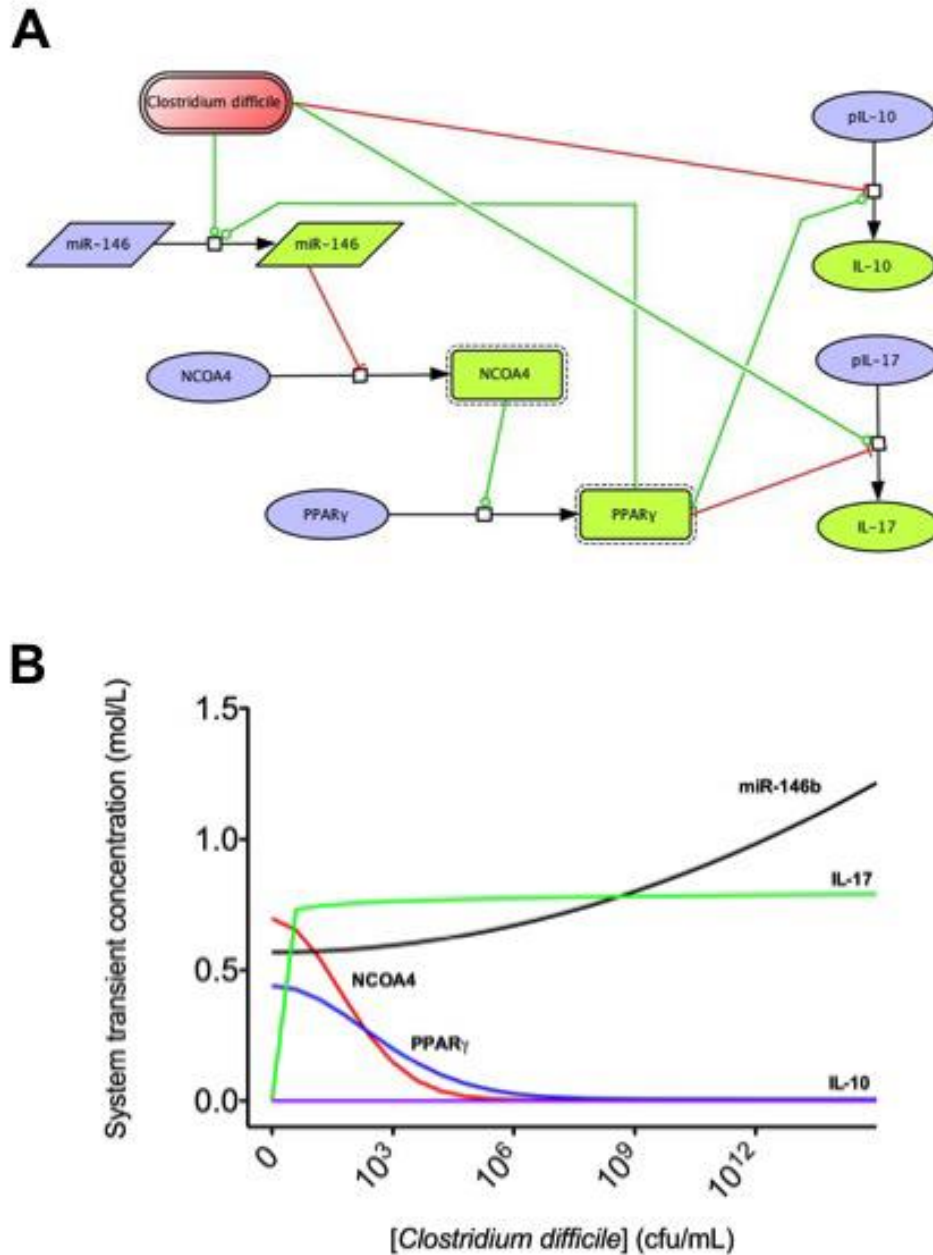 A
Clostridium difficile
pIL-10
miR-146
miR-146
IL-10
pIL-17
NCOA4
NCOA4
PPARγ
PPARγ
IL-17
B
System transient concentration (mol/L)
1.5
1.0
0.5
0.0
miR-146b
IL-17
NCOA4
PPARγ
IL-10
0
10³
10⁶
10⁹
10¹²
[Clostridium difficile] (cfu/mL)